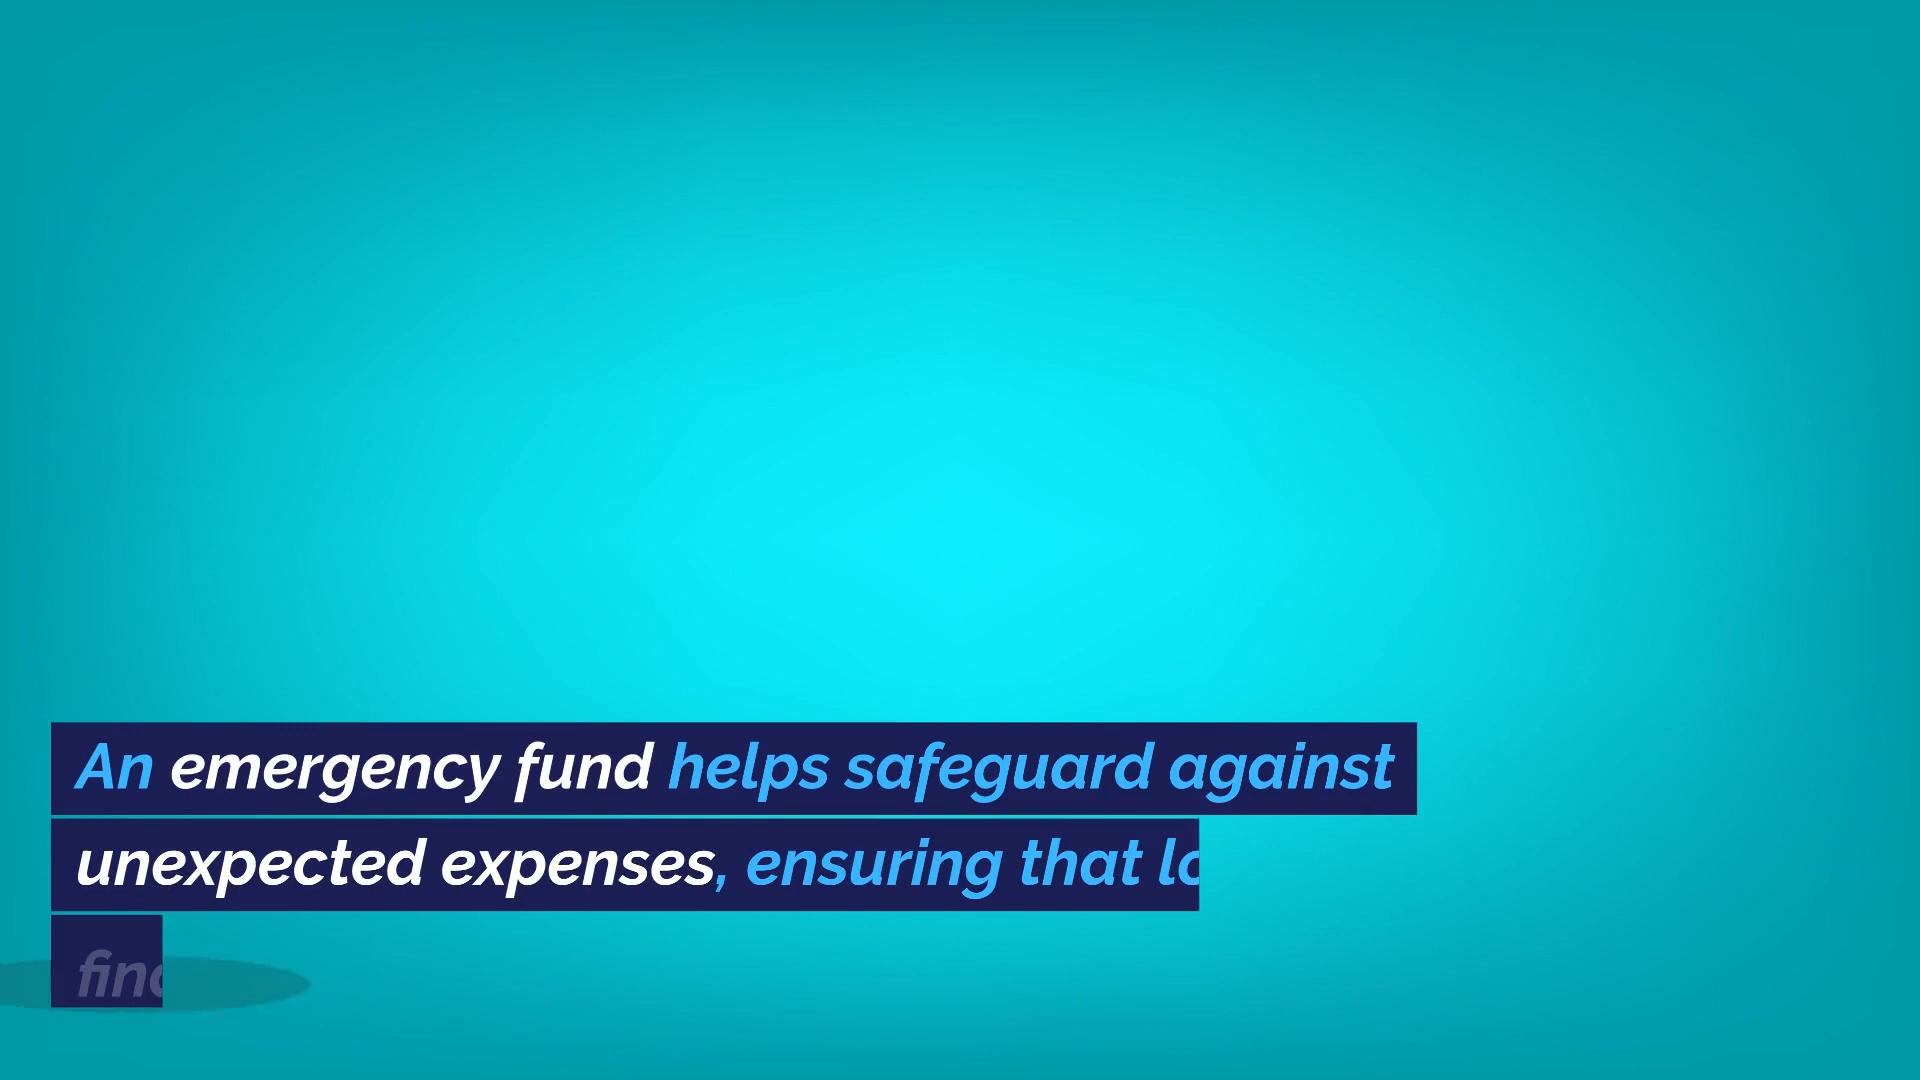 An emergency fund helps safeguard against
unexpected expenses, ensuring that